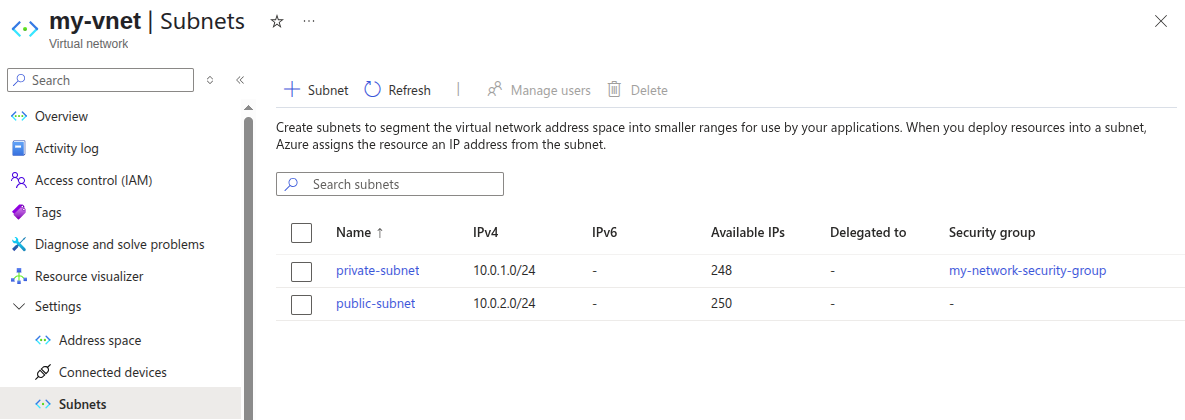 my-vnet | Subnets
Virtual network
Search
Overview
Activity log
Access control (IAM)
Tags
Diagnose and solve problems
Resource visualizer
Settings
Address space
Connected devices
Subnets
Subnet Refresh | Manage users Delete
Create subnets to segment the virtual network address space into smaller ranges for use by your applications. When you deploy resources into a subnet,
Azure assigns the resource an IP address from the subnet.
Search subnets
Name ↑ IPv4 IPv6 Available IPs Delegated to Security group
private-subnet 10.0.1.0/24 - 248 - my-network-security-group
public-subnet 10.0.2.0/24 - 250 - -